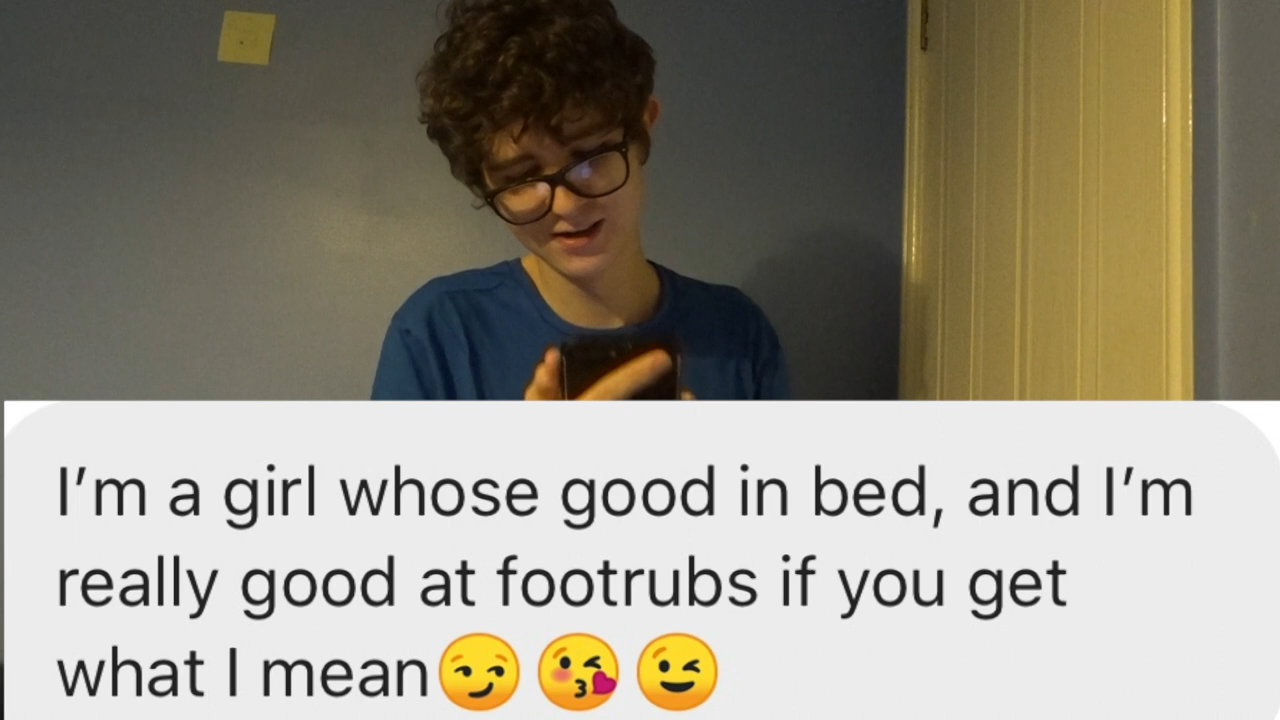 I’m a girl whose good in bed, and I’m
really good at footrubs if you get
what I mean😏😘😉